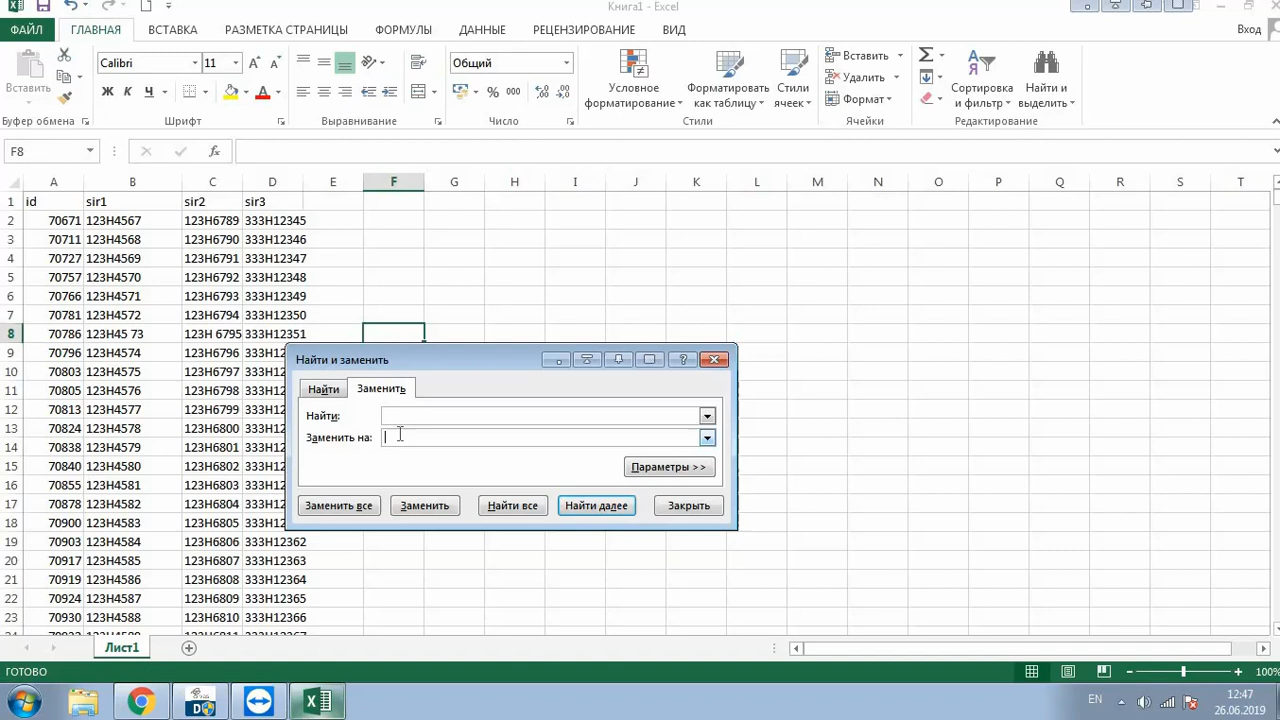 Книга1 - Excel
ФАЙЛ ГЛАВНАЯ ВСТАВКА РАЗМЕТКА СТРАНИЦЫ ФОРМУЛЫ ДАННЫЕ РЕЦЕНЗИРОВАНИЕ ВИД Вход
Вставить
Calibri 11
Ж К Ч
Общий
% 000
Условное форматирование
Форматировать как таблицу
Стили ячеек
Вставить
Удалить
Формат
Сортировка и фильтр
Найти и выделить
Буфер обмена Шрифт Выравнивание Число Стили Ячейки Редактирование
F8 fx
A B C D E F G H I J K L M N O P Q R S T
1 id sir1 sir2 sir3
2 70671 123H4567 123H6789 333H12345
3 70711 123H4568 123H6790 333H12346
4 70727 123H4569 123H6791 333H12347
5 70757 123H4570 123H6792 333H12348
6 70766 123H4571 123H6793 333H12349
7 70781 123H4572 123H6794 333H12350
8 70786 123H45 73 123H 6795 333H12351
9 70796 123H4574 123H6796
10 70803 123H4575 123H6797
11 70805 123H4576 123H6798
12 70813 123H4577 123H6799
13 70824 123H4578 123H6800
14 70838 123H4579 123H6801
15 70840 123H4580 123H6802
16 70855 123H4581 123H6803
17 70878 123H4582 123H6804
18 70900 123H4583 123H6805
19 70903 123H4584 123H6806 333H12362
20 70917 123H4585 123H6807 333H12363
21 70919 123H4586 123H6808 333H12364
22 70924 123H4587 123H6809 333H12365
23 70930 123H4588 123H6810 333H12366
Найти и заменить
Найти Заменить
Найти:
Заменить на:
Параметры >>
Заменить все Заменить Найти все Найти далее Закрыть
Лист1
ГОТОВО 100%
EN 12:47
26.06.2019